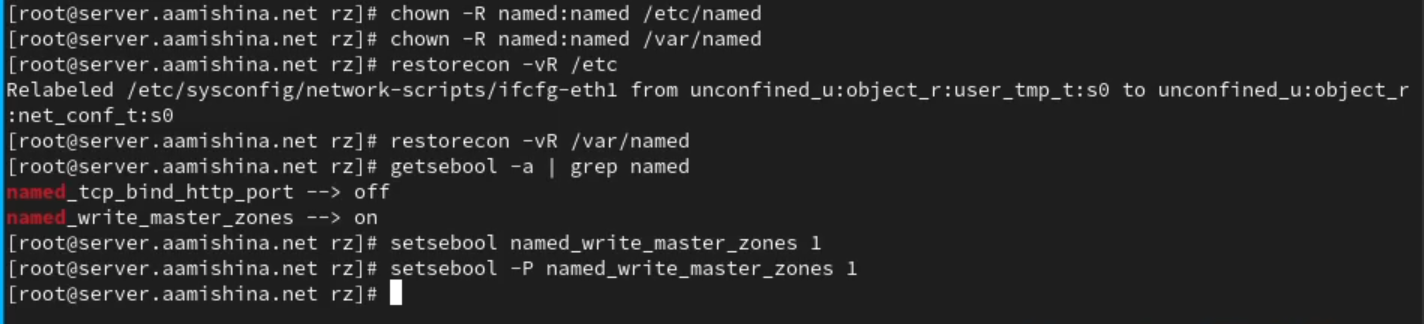 [root@server.aamishina.net rz]# chown -R named:named /etc/named
[root@server.aamishina.net rz]# chown -R named:named /var/named
[root@server.aamishina.net rz]# restorecon -vR /etc
Relabeled /etc/sysconfig/network-scripts/ifcfg-eth1 from unconfined_u:object_r:user_tmp_t:s0 to unconfined_u:object_r
:net_conf_t:s0
[root@server.aamishina.net rz]# restorecon -vR /var/named
[root@server.aamishina.net rz]# getsebool -a | grep named
named_tcp_bind_http_port --> off
named_write_master_zones --> on
[root@server.aamishina.net rz]# setsebool named_write_master_zones 1
[root@server.aamishina.net rz]# setsebool -P named_write_master_zones 1
[root@server.aamishina.net rz]#